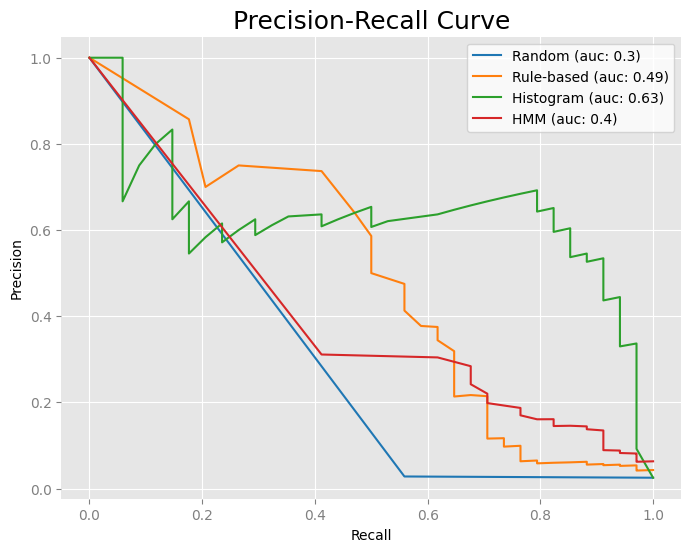 Precision-Recall Curve
Random (auc: 0.3)
Rule-based (auc: 0.49)
Histogram (auc: 0.63)
HMM (auc: 0.4)
Precision
1.0
0.8
0.6
0.4
0.2
0.0
0.0 0.2 0.4 0.6 0.8 1.0
Recall